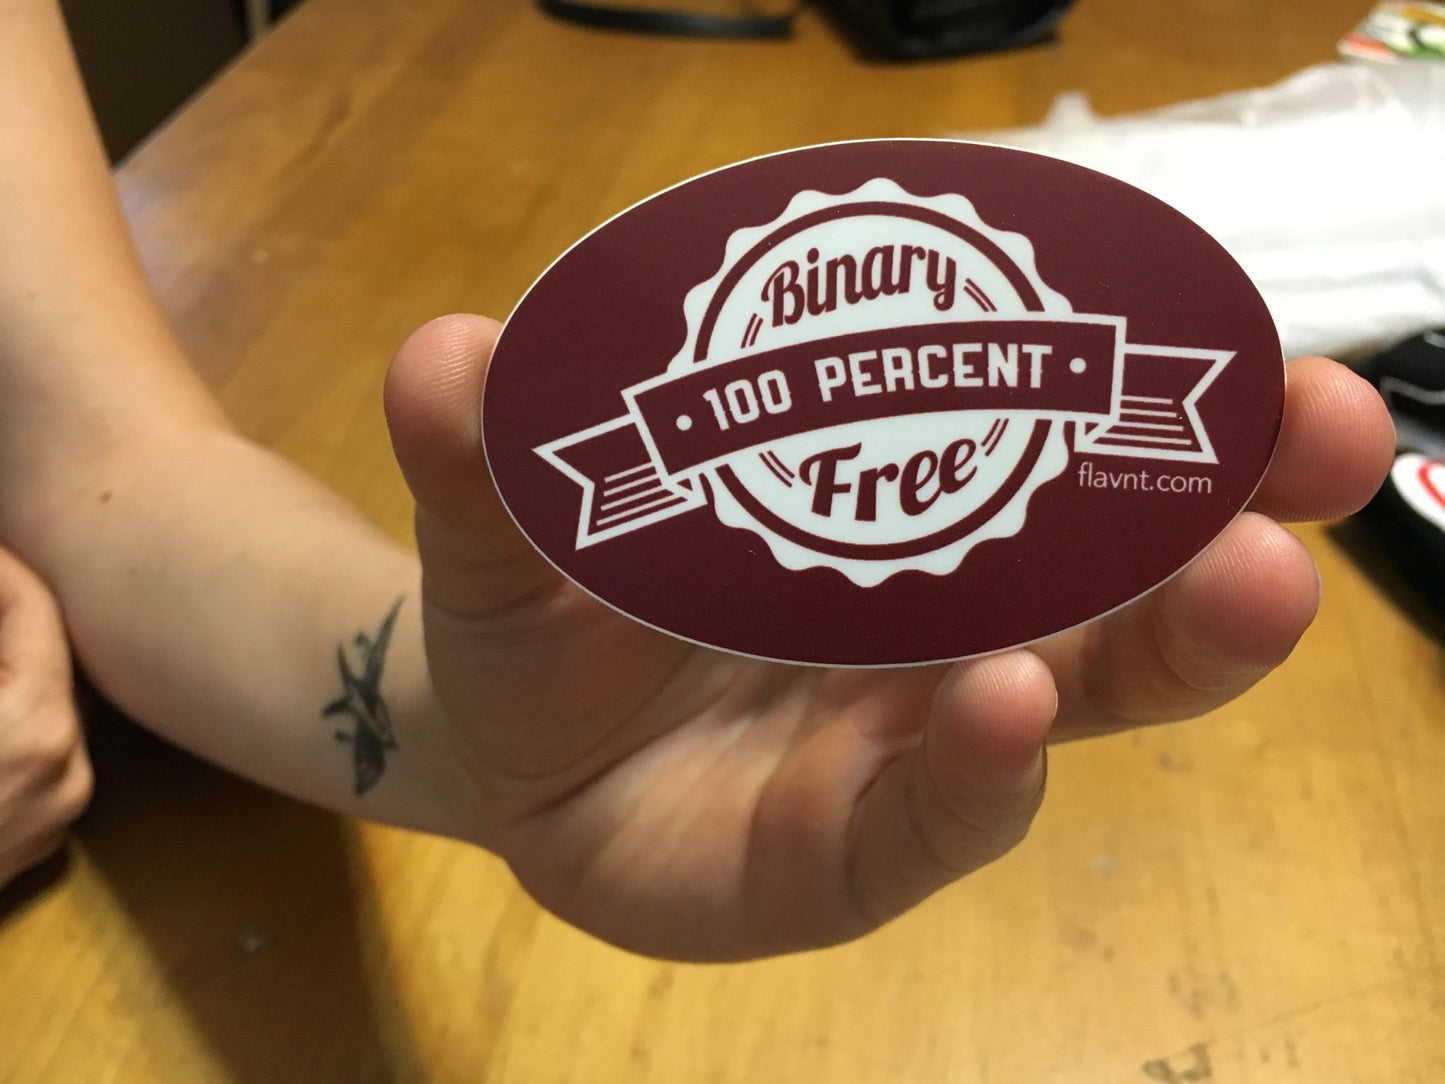 Binary
100 PERCENT
Free
flavnt.com